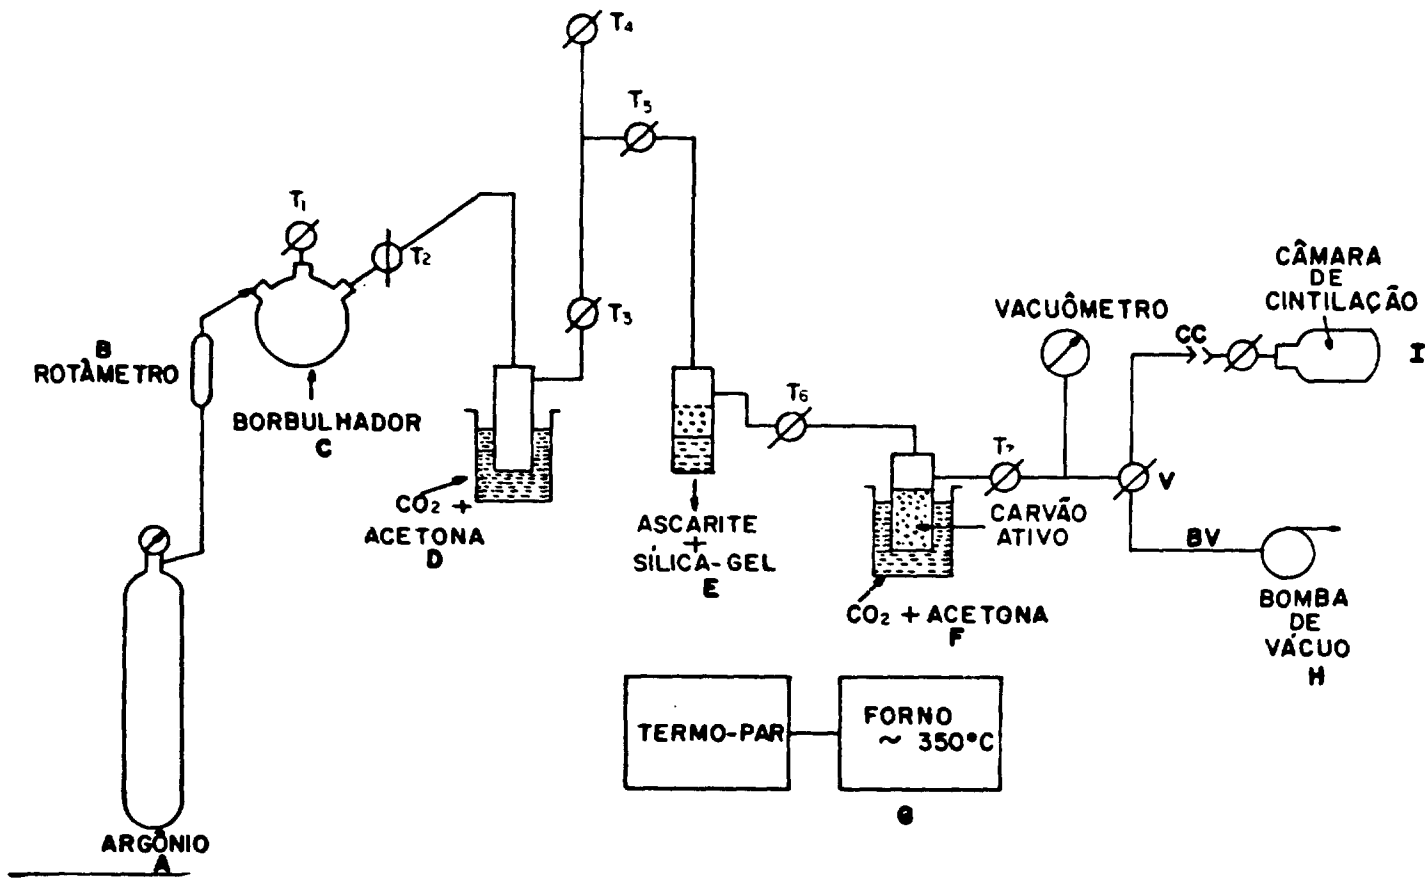 T4
T5
T1
T2
T3
B
ROTÂMETRO
BORBULHADOR
C
CO2 +
ACETONA
D
ARGÔNIO
A
ASCARITE
+
SÍLICA-GEL
E
T6
T7
CARVÃO
ATIVO
CO2 + ACETONA
F
VACUÔMETRO
CC
CÂMARA
DE
CINTILAÇÃO
I
V
BV
BOMBA
DE
VÁCUO
H
TERMO-PAR
FORNO
~ 350°C
G